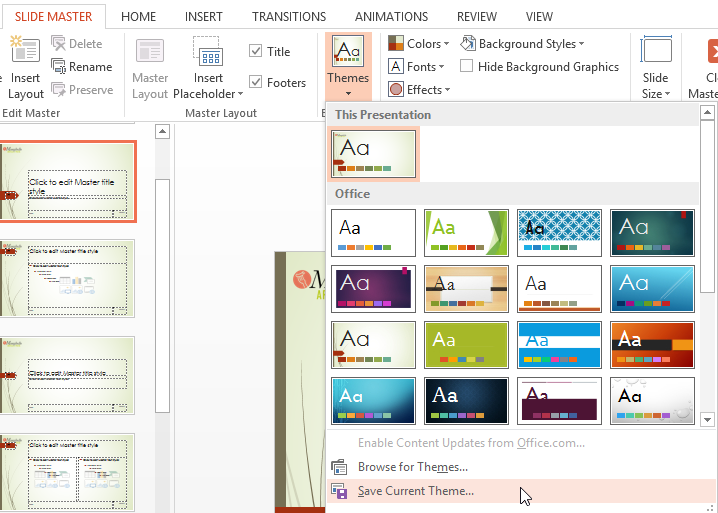 SLIDE MASTER HOME INSERT TRANSITIONS ANIMATIONS REVIEW VIEW
Insert Layout
Delete
Rename
Preserve
Edit Master
Master Layout
Insert Placeholder
Title
Footers
Master Layout
Themes
Colors
Fonts
Effects
Background Styles
Hide Background Graphics
Slide Size
This Presentation
Aa
Office
Aa Aa Aa Aa
Aa Aa Aa Aa
Aa Aa Aa Aa
Aa Aa Aa Aa
Enable Content Updates from Office.com...
Browse for Themes...
Save Current Theme...
Click to edit Master title style
Click to edit Master title style
Click to edit Master title style
Click to edit Master title style